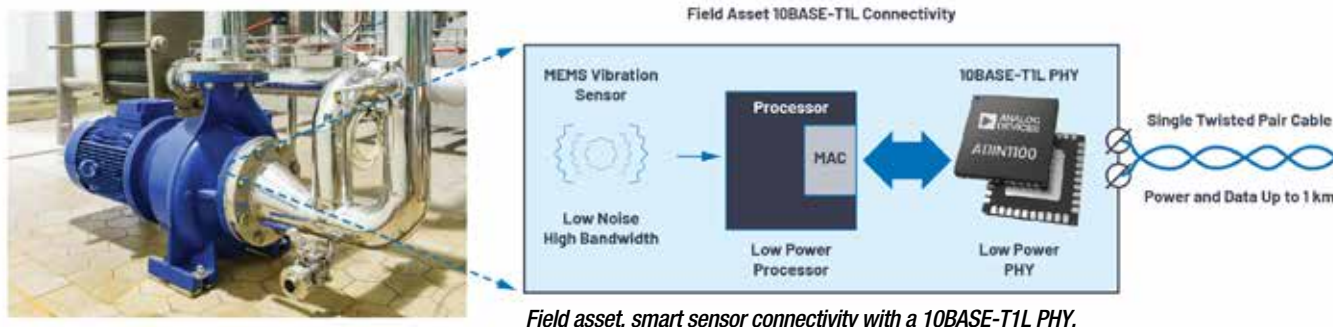 Field Asset 10BASE-T1L Connectivity
MEMS Vibration
Sensor
Low Noise
High Bandwidth
Processor
MAC
Low Power
Processor
10BASE-T1L PHY
ANALOG
DEVICES
ADIN1100
Low Power
PHY
Single Twisted Pair Cable
Power and Data Up to 1 km
Field asset, smart sensor connectivity with a 10BASE-T1L PHY.